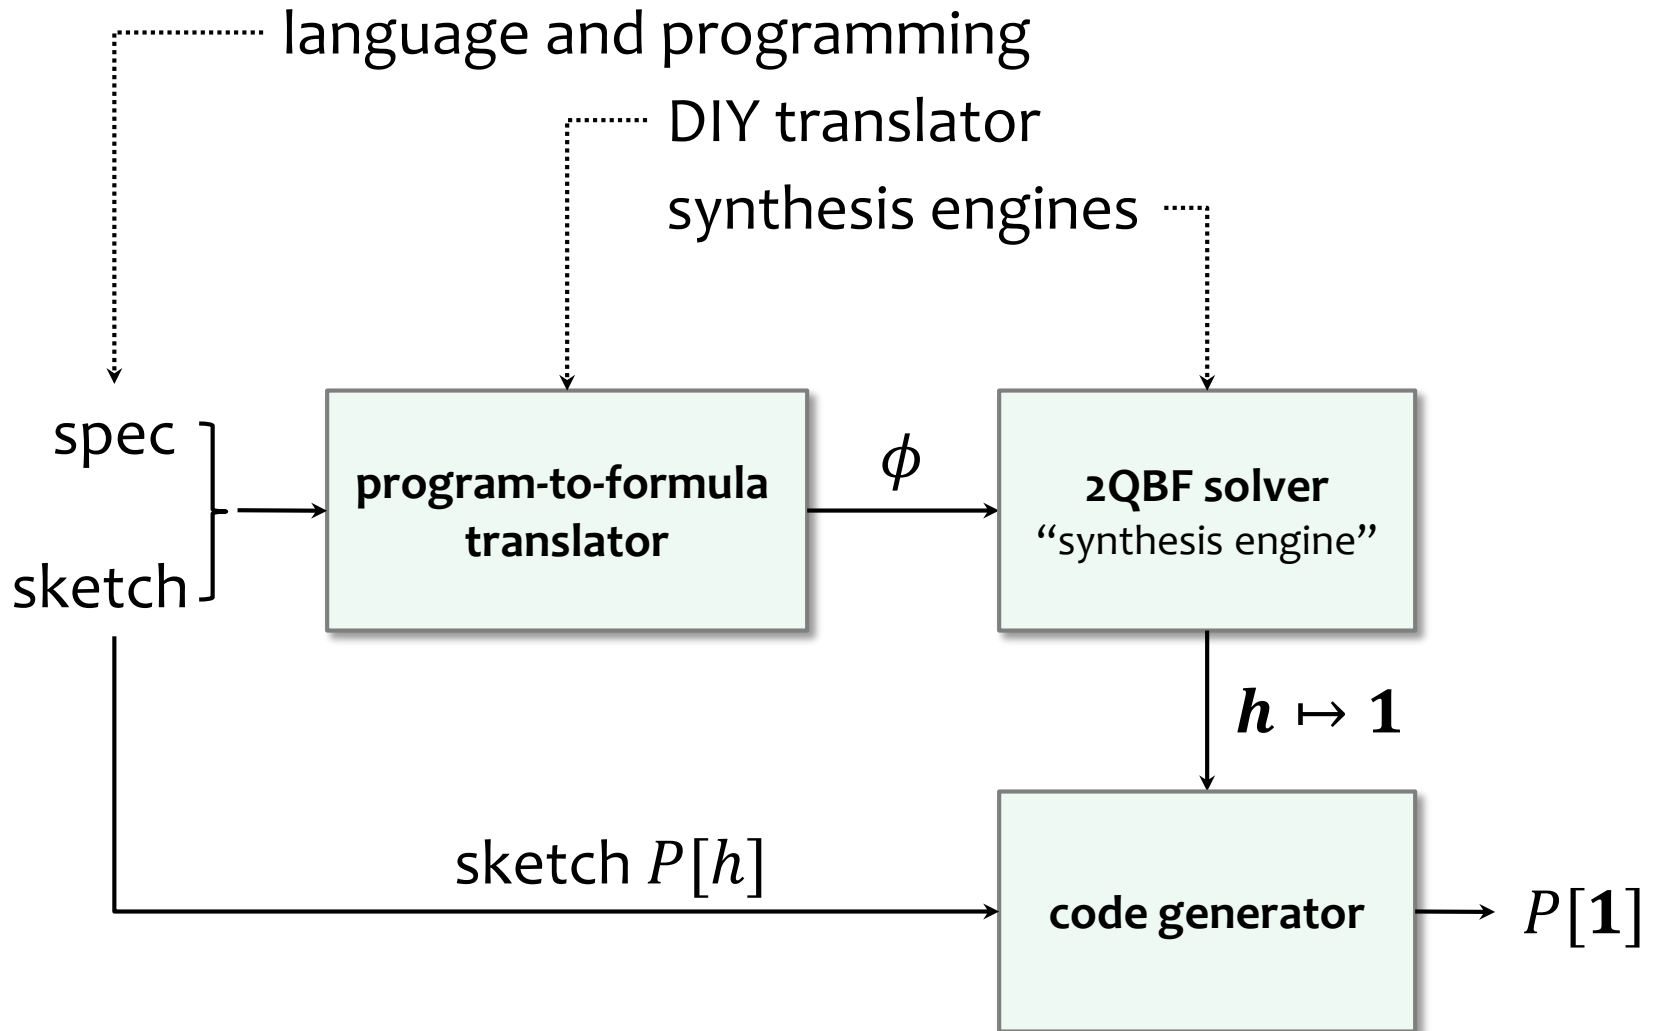 language and programming
DIY translator
synthesis engines
spec
sketch
program-to-formula
translator
ϕ
2QBF solver
“synthesis engine”
h ↦ 1
sketch P[h]
code generator
P[1]